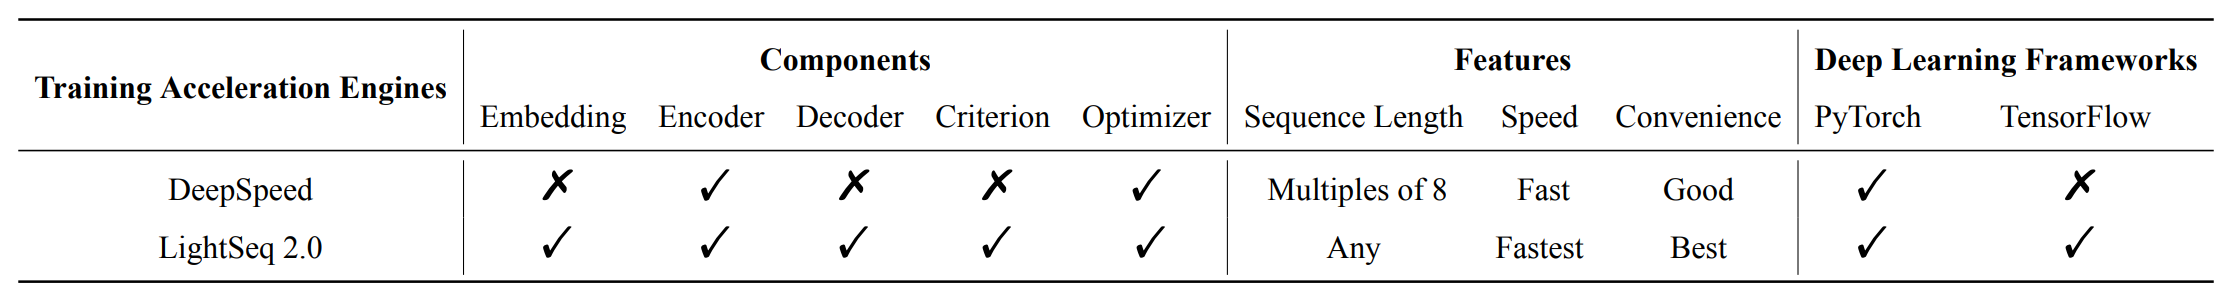 Components Features Deep Learning Frameworks
Training Acceleration Engines
Embedding Encoder Decoder Criterion Optimizer Sequence Length Speed Convenience PyTorch TensorFlow
DeepSpeed ✗ ✓ ✗ ✗ ✓ Multiples of 8 Fast Good ✓ ✗
LightSeq 2.0 ✓ ✓ ✓ ✓ ✓ Any Fastest Best ✓ ✓